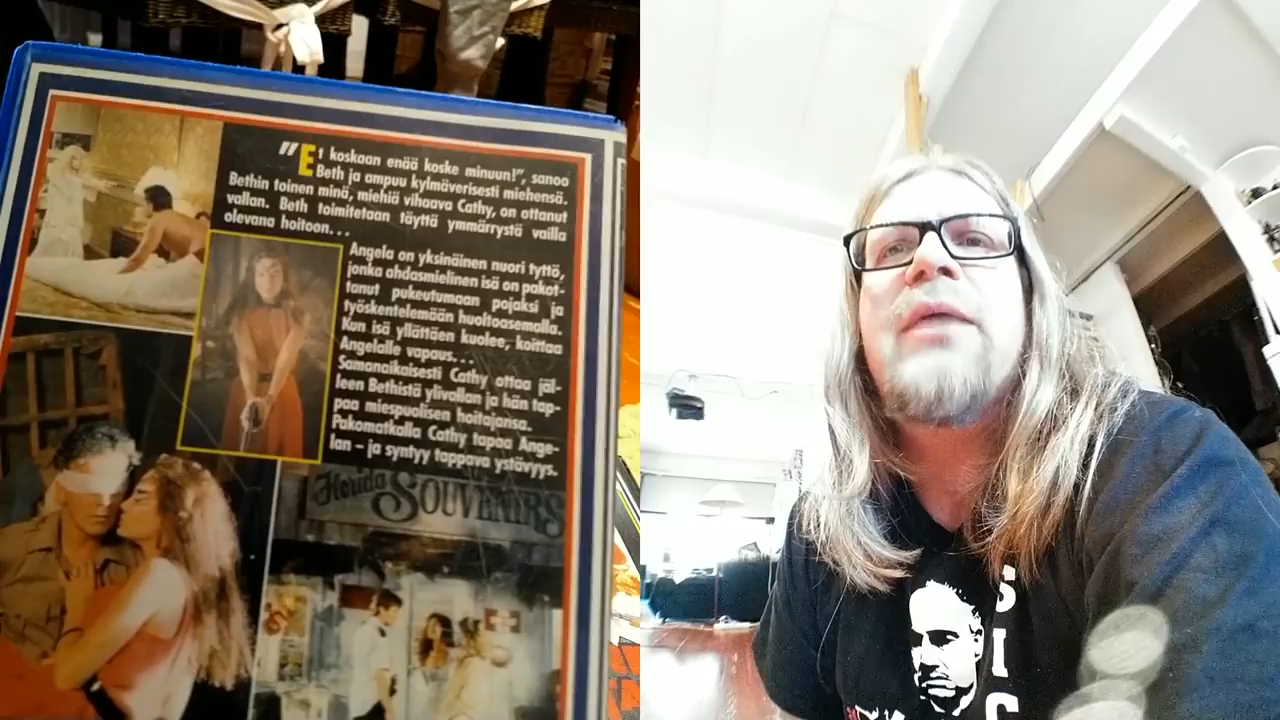 "Et koskaan enää koske minuun!", sanoo
Beth ja ampuu kylmäverisesti miehensä.
Bethin toinen minä, miehiä vihaava Cathy, on ottanut
vallan. Beth toimitetaan täyttä ymmärrystä vailla
olevana hoitoon...
Angela on yksinäinen nuori tyttö,
jonka ahdasmielinen isä on pakot-
tanut pukeutumaan pojaksi ja
työskentelemään huoltoasemalla.
Kun isä yllättäen kuolee, koittaa
Angelalle vapaus...
Samanaikaisesti Cathy ottaa jäl-
leen Bethistä ylivallan ja hän tap-
paa miespuolisen hoitajansa.
Pakomatkalla Cathy tapaa Ange-
lan – ja syntyy tappava ystävyys.
Florida
SOUVENIRS
SIC